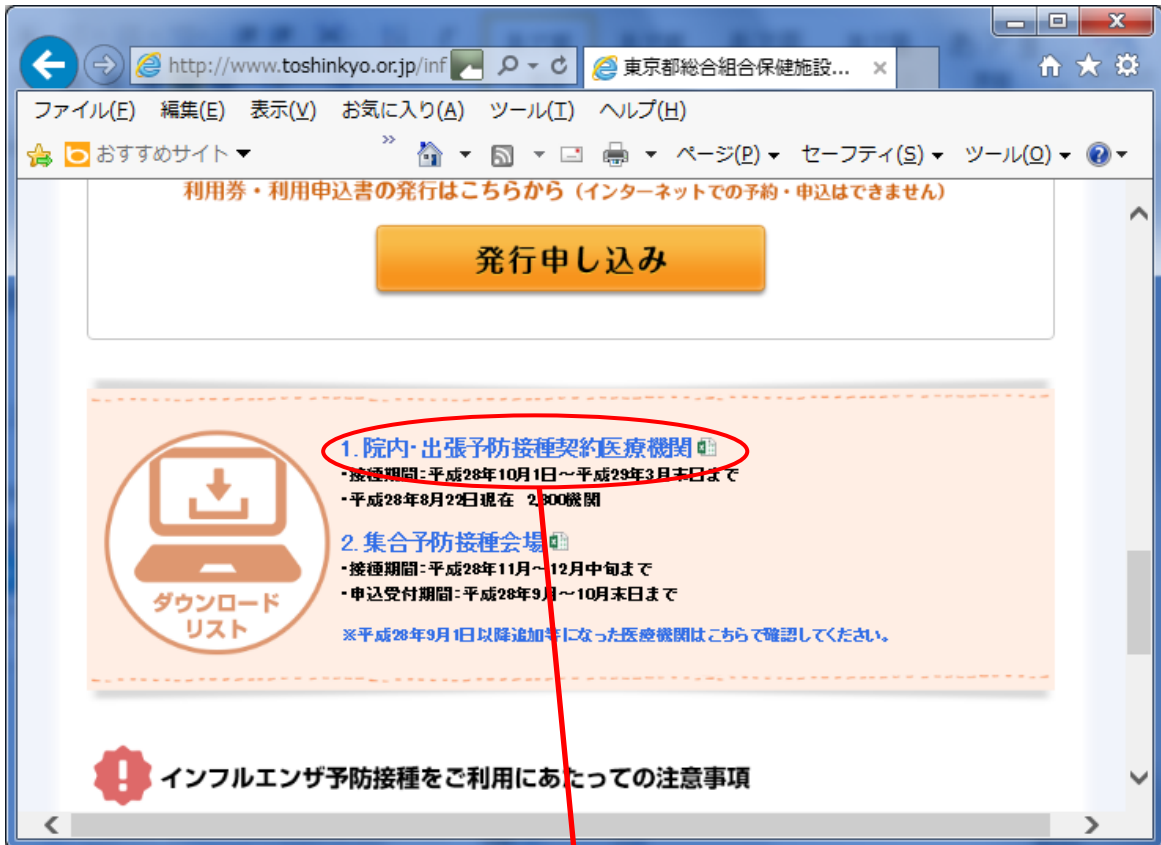 http://www.toshinkyo.or.jp/inf
東京都総合組合保健施設...
ファイル(F) 編集(E) 表示(V) お気に入り(A) ツール(T) ヘルプ(H)
おすすめサイト
ページ(P) セーフティ(S) ツール(O)
利用券・利用申込書の発行はこちらから（インターネットでの予約・申込はできません）
発行申し込み
1. 院内・出張予防接種契約医療機関
・接種期間：平成28年10月1日～平成29年3月末日まで
・平成28年8月22日現在 2,800機関
2. 集合予防接種会場
・接種期間：平成28年11月～12月中旬まで
・申込受付期間：平成28年9月～10月末日まで
※平成28年9月1日以降追加等になった医療機関はこちらで確認してください。
ダウンロード
リスト
インフルエンザ予防接種をご利用にあたっての注意事項